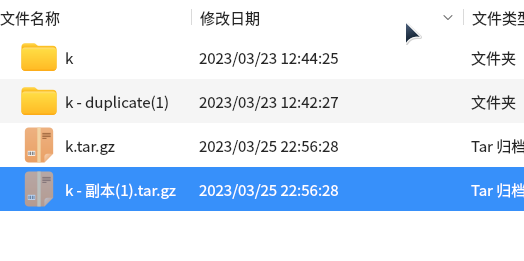 文件名称 修改日期 文件类型
k 2023/03/23 12:44:25 文件夹
k - duplicate(1) 2023/03/23 12:42:27 文件夹
k.tar.gz 2023/03/25 22:56:28 Tar 归档
k - 副本(1).tar.gz 2023/03/25 22:56:28 Tar 归档